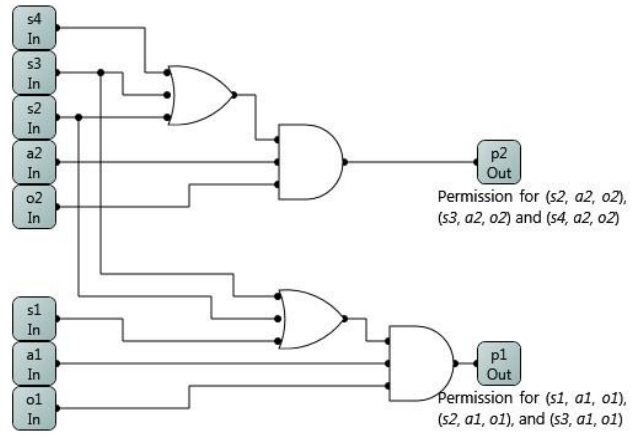 s4
In
s3
In
s2
In
a2
In
o2
In
p2
Out
Permission for (s2, a2, o2),
(s3, a2, o2) and (s4, a2, o2)
s1
In
a1
In
o1
In
p1
Out
Permission for (s1, a1, o1),
(s2, a1, o1), and (s3, a1, o1)